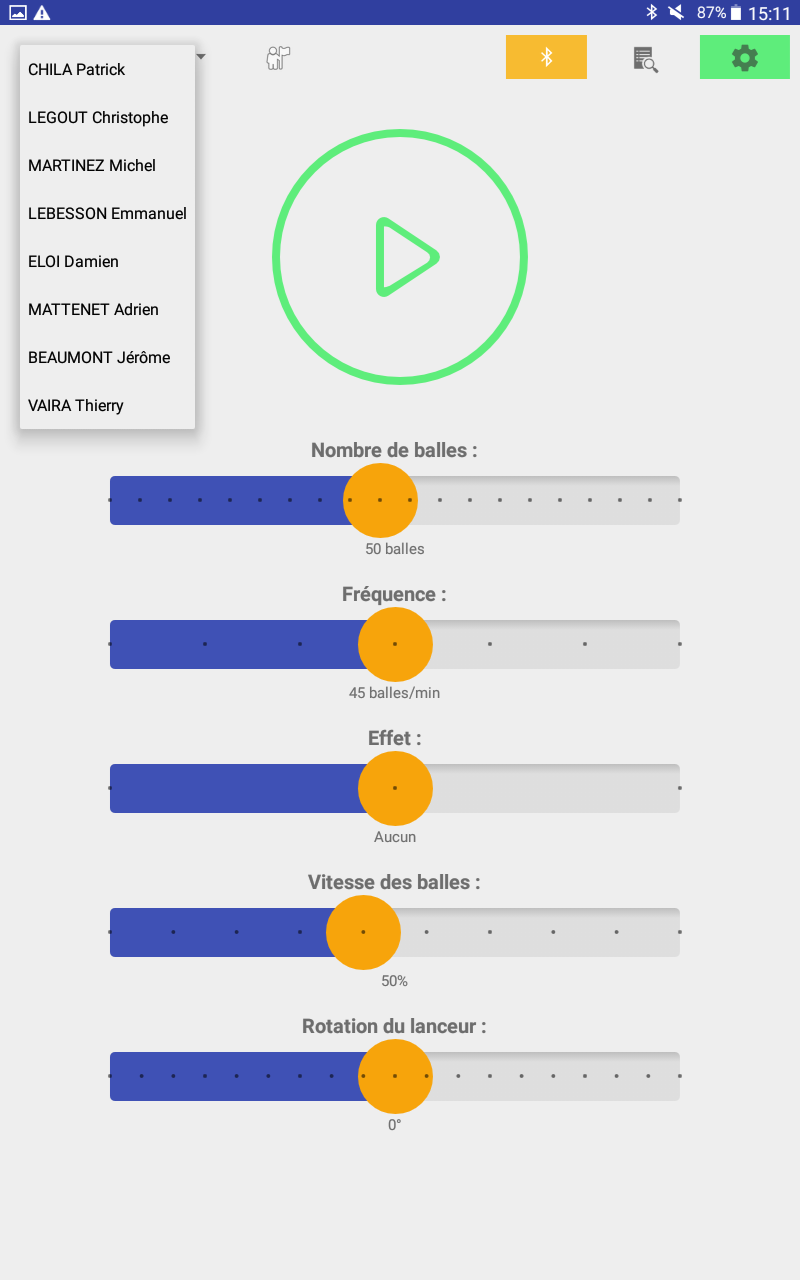 87% 15:11
CHILA Patrick
LEGOUT Christophe
MARTINEZ Michel
LEBESSON Emmanuel
ELOI Damien
MATTENET Adrien
BEAUMONT Jérôme
VAIRA Thierry
Nombre de balles :
50 balles
Fréquence :
45 balles/min
Effet :
Aucun
Vitesse des balles :
50%
Rotation du lanceur :
0°